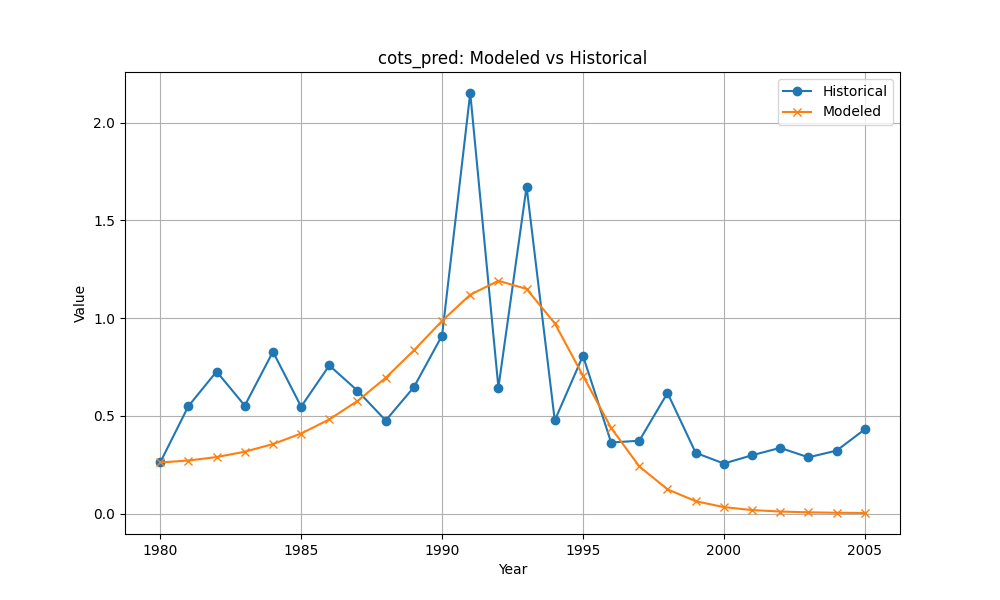 cots_pred: Modeled vs Historical
Historical
Modeled
Value
2.0
1.5
1.0
0.5
0.0
1980 1985 1990 1995 2000 2005
Year